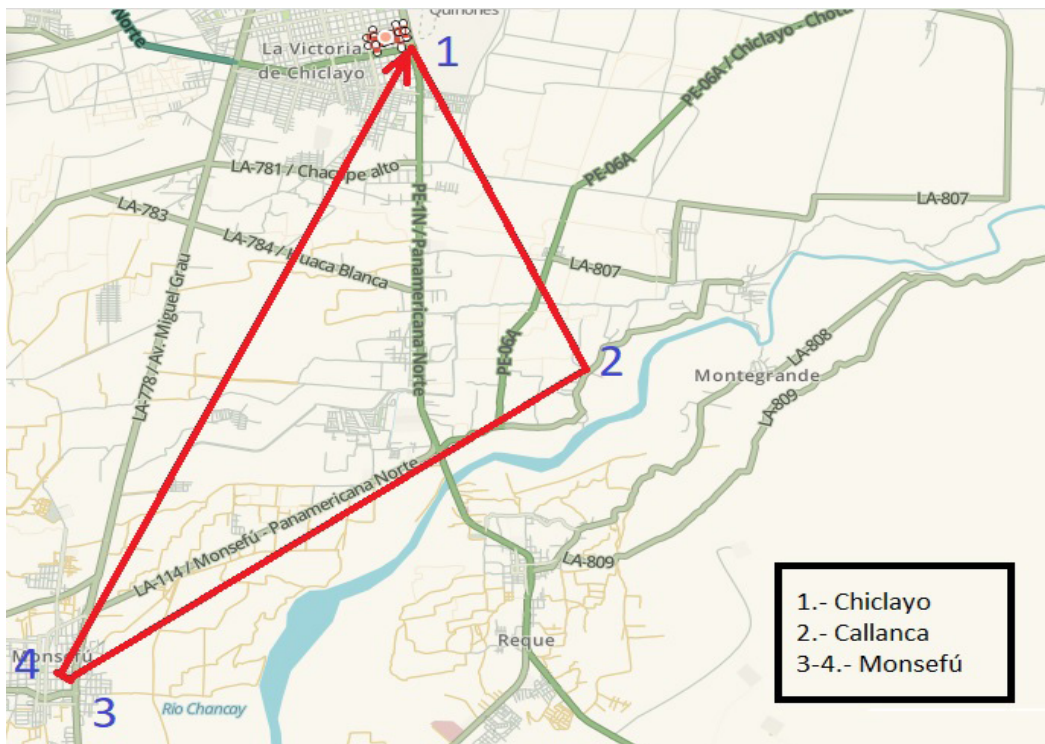 Quiñones
Norte
La Victoria
de Chiclayo
1
PE-06A / Chiclayo - Chota
PE-06A
LA-781 / Chacupe alto
LA-783
LA-784 / Huaca Blanca
PE-1N / Panamericana Norte
LA-807
LA-807
LA-778 / Av. Miguel Grau
PE-06A
2
Montegrande
LA-808
LA-809
LA-114 / Monsefú - Panamericana Norte
LA-809
Reque
Monsefú
4
3
Río Chancay
1.- Chiclayo
2.- Callanca
3-4.- Monsefú